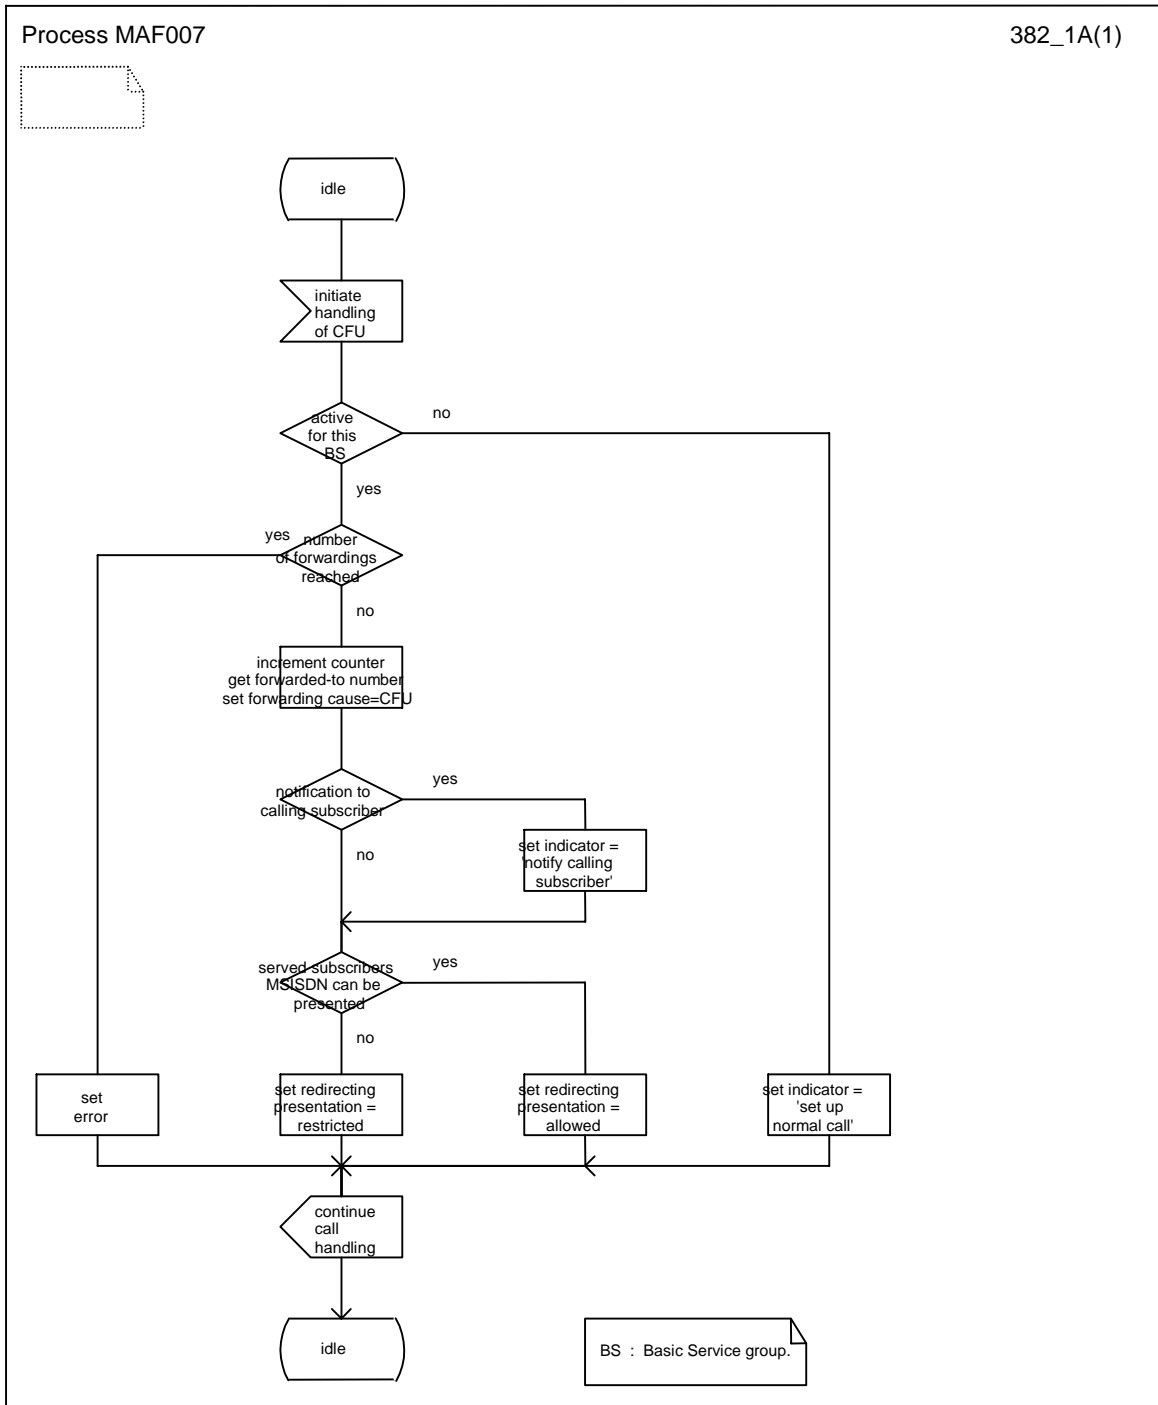 Process MAF007
382_1A(1)
idle
initiate
handling
of CFU
active
for this
BS
no
yes
number
of forwardings
reached
yes
no
increment counter
get forwarded-to number
set forwarding cause=CFU
notification to
calling subscriber
yes
no
set indicator =
'notify calling
subscriber'
served subscribers
MSISDN can be
presented
yes
no
set
error
set redirecting
presentation =
restricted
set redirecting
presentation =
allowed
set indicator =
'set up
normal call'
continue
call
handling
idle
BS : Basic Service group.